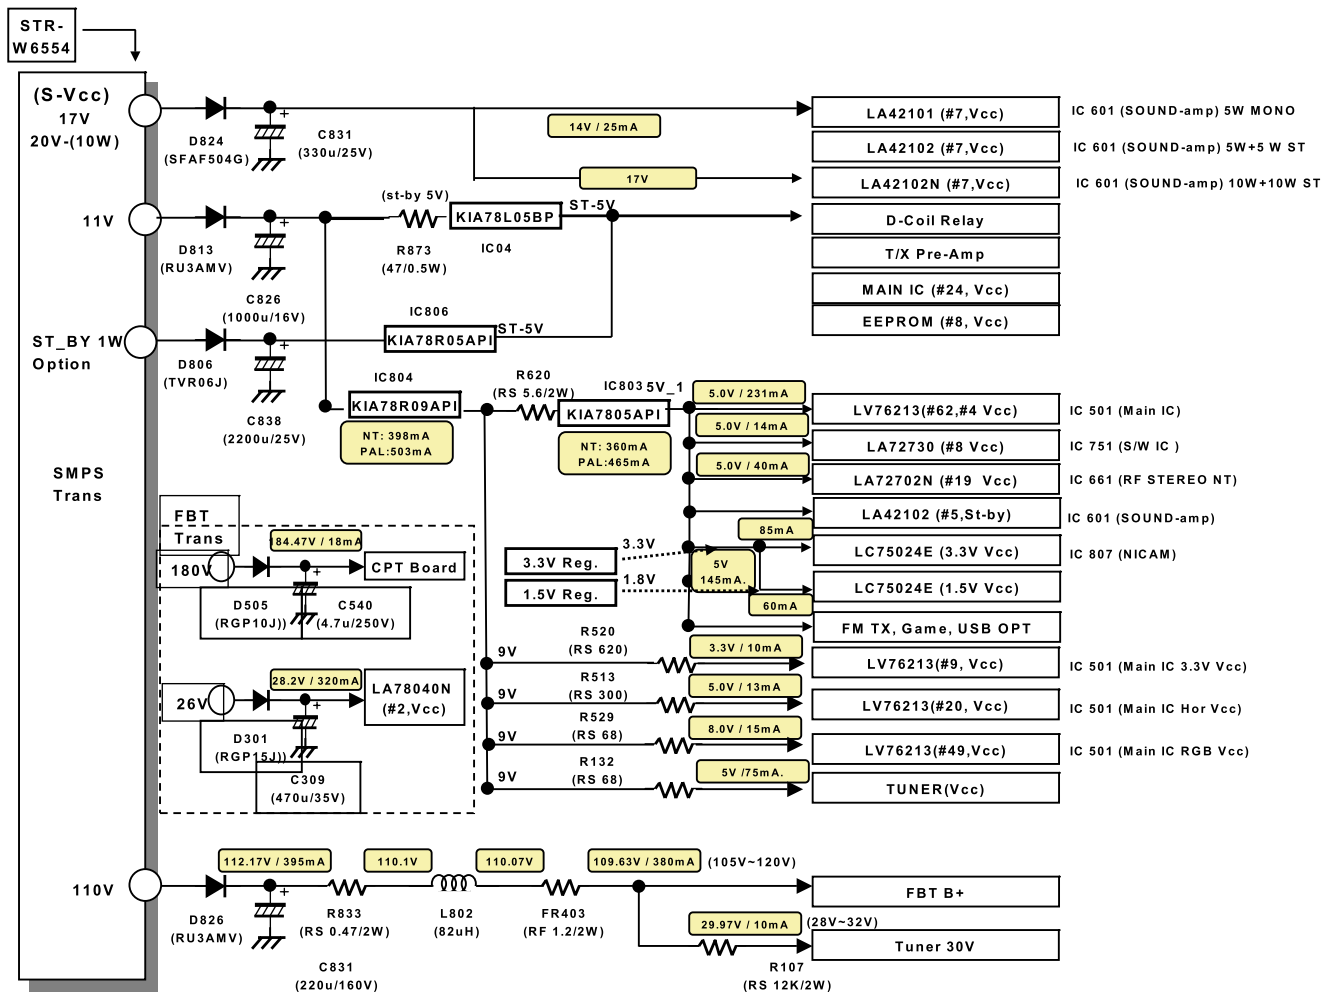 STR-
W6554
(S-Vcc)
17V
20V-(10W)
D824
(SFAF504G)
C831
(330u/25V)
14V / 25mA
17V
LA42101 (#7,Vcc)
IC 601 (SOUND-amp) 5W MONO
LA42102 (#7,Vcc)
IC 601 (SOUND-amp) 5W+5 W ST
LA42102N (#7,Vcc)
IC 601 (SOUND-amp) 10W+10W ST
11V
D813
(RU3AMV)
C826
(1000u/16V)
(st-by 5V)
R873
(47/0.5W)
KIA78L05BP
IC04
ST-5V
D-Coil Relay
T/X Pre-Amp
MAIN IC (#24, Vcc)
EEPROM (#8, Vcc)
ST_BY 1W
Option
D806
(TVR06J)
C838
(2200u/25V)
IC806
KIA78R05API
ST-5V
IC804
KIA78R09API
NT: 398mA
PAL:503mA
R620
(RS 5.6/2W)
IC803
5V_1
KIA7805API
NT: 360mA
PAL:465mA
5.0V / 231mA
LV76213(#62,#4 Vcc)
IC 501 (Main IC)
5.0V / 14mA
LA72730 (#8 Vcc)
IC 751 (S/W IC )
5.0V / 40mA
LA72702N (#19 Vcc)
IC 661 (RF STEREO NT)
LA42102 (#5,St-by)
IC 601 (SOUND-amp)
85mA
3.3V
3.3V Reg.
LC75024E (3.3V Vcc)
IC 807 (NICAM)
5V
145mA.
1.8V
1.5V Reg.
LC75024E (1.5V Vcc)
60mA
FM TX, Game, USB OPT
SMPS
Trans
FBT
Trans
184.47V / 18mA
180V
CPT Board
D505
(RGP10J))
C540
(4.7u/250V)
28.2V / 320mA
26V
LA78040N
(#2,Vcc)
D301
(RGP15J))
C309
(470u/35V)
9V
R520
(RS 620)
3.3V / 10mA
LV76213(#9, Vcc)
IC 501 (Main IC 3.3V Vcc)
9V
R513
(RS 300)
5.0V / 13mA
LV76213(#20, Vcc)
IC 501 (Main IC Hor Vcc)
9V
R529
(RS 68)
8.0V / 15mA
LV76213(#49,Vcc)
IC 501 (Main IC RGB Vcc)
9V
R132
(RS 68)
5V /75mA.
TUNER(Vcc)
110V
D826
(RU3AMV)
112.17V / 395mA
C831
(220u/160V)
R833
(RS 0.47/2W)
110.1V
L802
(82uH)
110.07V
FR403
(RF 1.2/2W)
109.63V / 380mA
(105V~120V)
FBT B+
29.97V / 10mA
(28V~32V)
R107
(RS 12K/2W)
Tuner 30V